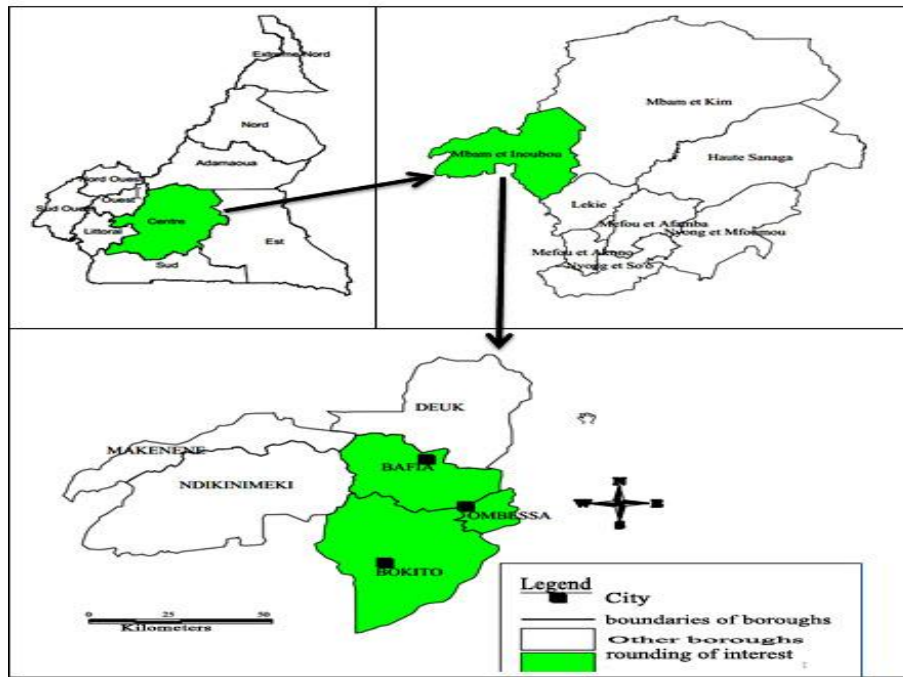 Extreme Nord
Nord
Adamaoua
Nord Ouest
Ouest
Sud Ouest
Littoral
Centre
Est
Sud
Mbam et Kim
Mbam et Inoubou
Haute Sanaga
Lekie
Mefou et Afamba
Nyong et Mfoumou
Mefou et Akono
Nyong et So'o
DEUK
MAKENENE
BAFIA
NDIKINIMEKI
OMBESSA
BOKITO
N
W E
S
0 25 50
Kilometers
Legend
City
boundaries of boroughs
Other boroughs
rounding of interest